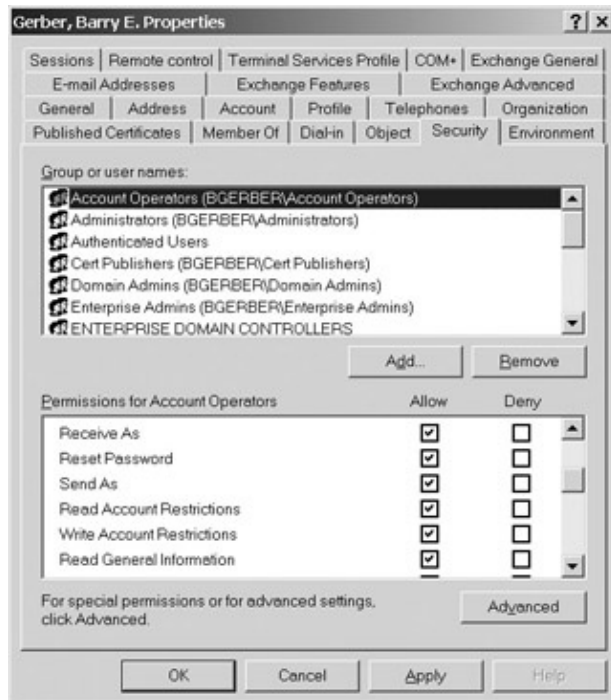 Gerber, Barry E. Properties
Sessions Remote control Terminal Services Profile COM+ Exchange General
E-mail Addresses Exchange Features Exchange Advanced
General Address Account Profile Telephones Organization
Published Certificates Member Of Dial-in Object Security Environment
Group or user names:
Account Operators (BGERBER\Account Operators)
Administrators (BGERBER\Administrators)
Authenticated Users
Cert Publishers (BGERBER\Cert Publishers)
Domain Admins (BGERBER\Domain Admins)
Enterprise Admins (BGERBER\Enterprise Admins)
ENTERPRISE DOMAIN CONTROLLERS
Add... Remove
Permissions for Account Operators Allow Deny
Receive As
Reset Password
Send As
Read Account Restrictions
Write Account Restrictions
Read General Information
For special permissions or for advanced settings,
click Advanced.
Advanced
OK Cancel Apply Help